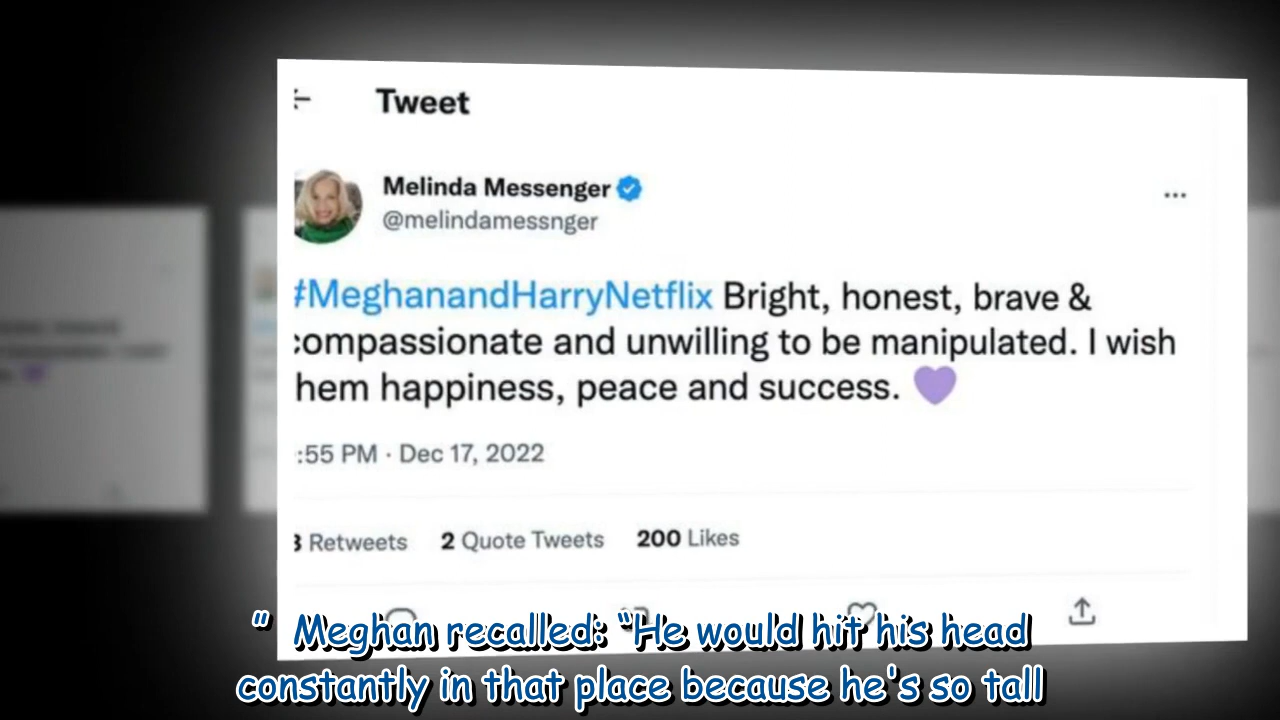 Tweet
Melinda Messenger
@melindamessnger
#MeghanandHarryNetflix Bright, honest, brave &
compassionate and unwilling to be manipulated. I wish
hem happiness, peace and success. 💜
:55 PM · Dec 17, 2022
3 Retweets 2 Quote Tweets 200 Likes
” Meghan recalled: “He would hit his head
constantly in that place because he's so tall